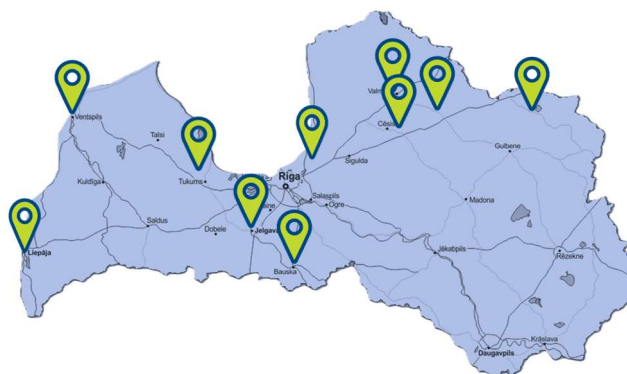 Ventspils
Talsi
Tukums
Kuldīga
Saldus
Dobele
Liepāja
Jelgava
Bauska
Rīga
Salaspils
Ogre
Sigulda
Cēsis
Gulbene
Madona
Jēkabpils
Rēzekne
Krāslava
Daugavpils